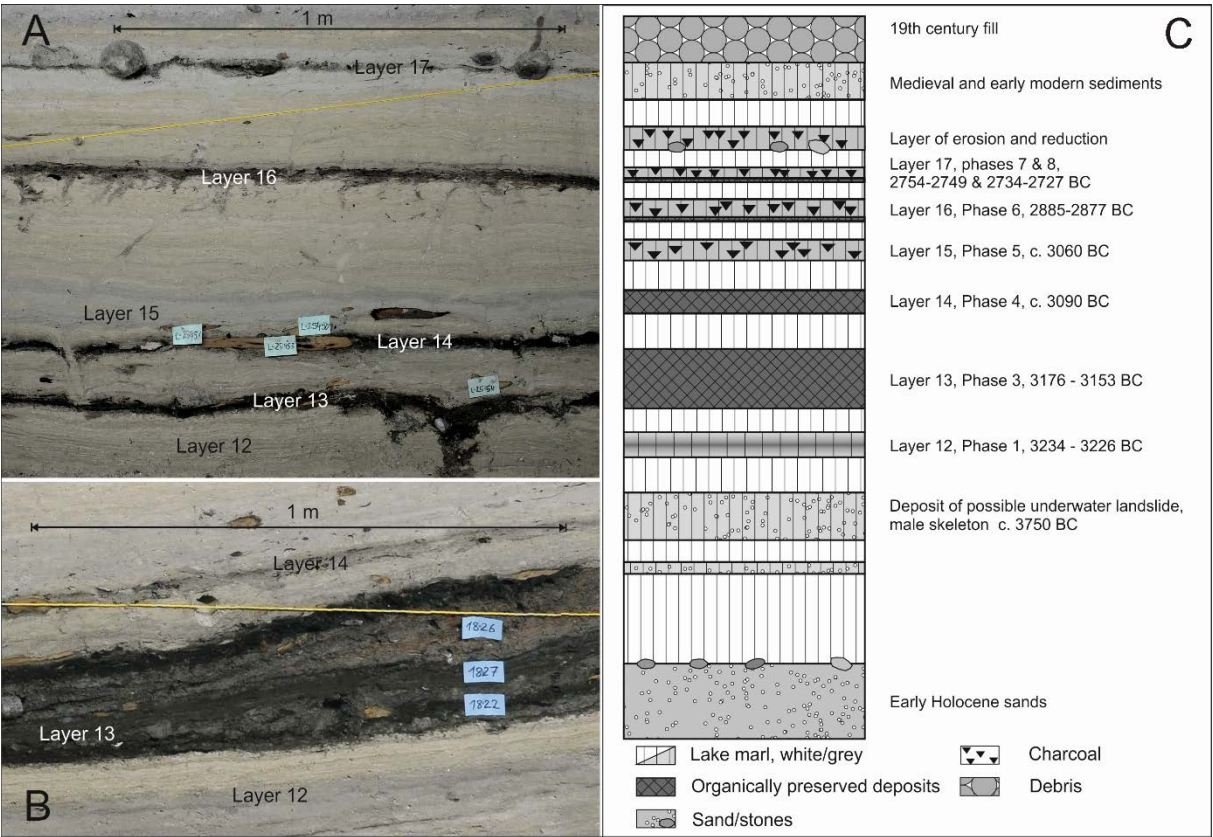 A
1 m
Layer 17
Layer 16
Layer 15
Layer 14
Layer 13
Layer 12
B
1 m
Layer 14
1826
1827
1822
Layer 13
Layer 12
C
19th century fill
Medieval and early modern sediments
Layer of erosion and reduction
Layer 17, phases 7 & 8,
2754-2749 & 2734-2727 BC
Layer 16, Phase 6, 2885-2877 BC
Layer 15, Phase 5, c. 3060 BC
Layer 14, Phase 4, c. 3090 BC
Layer 13, Phase 3, 3176 - 3153 BC
Layer 12, Phase 1, 3234 - 3226 BC
Deposit of possible underwater landslide,
male skeleton c. 3750 BC
Early Holocene sands
Lake marl, white/grey
Charcoal
Organically preserved deposits
Debris
Sand/stones